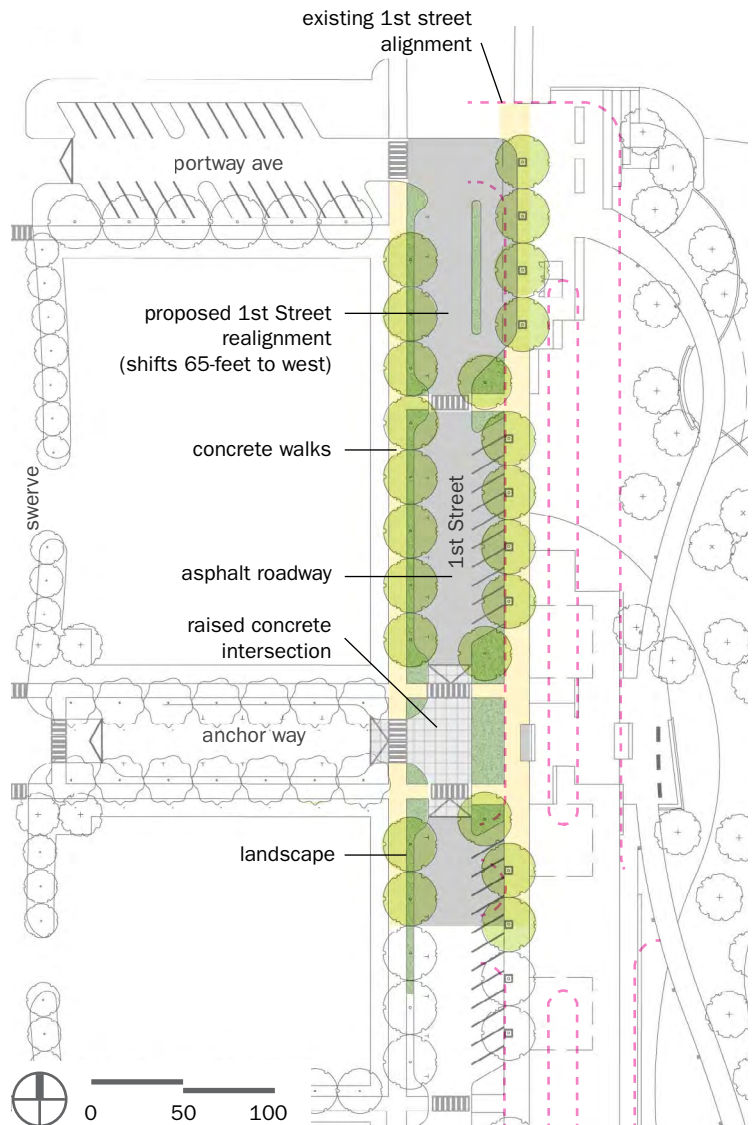 existing 1st street
alignment
portway ave
proposed 1st Street
realignment
(shifts 65-feet to west)
concrete walks
swerve
1st Street
asphalt roadway
raised concrete
intersection
anchor way
landscape
0 50 100